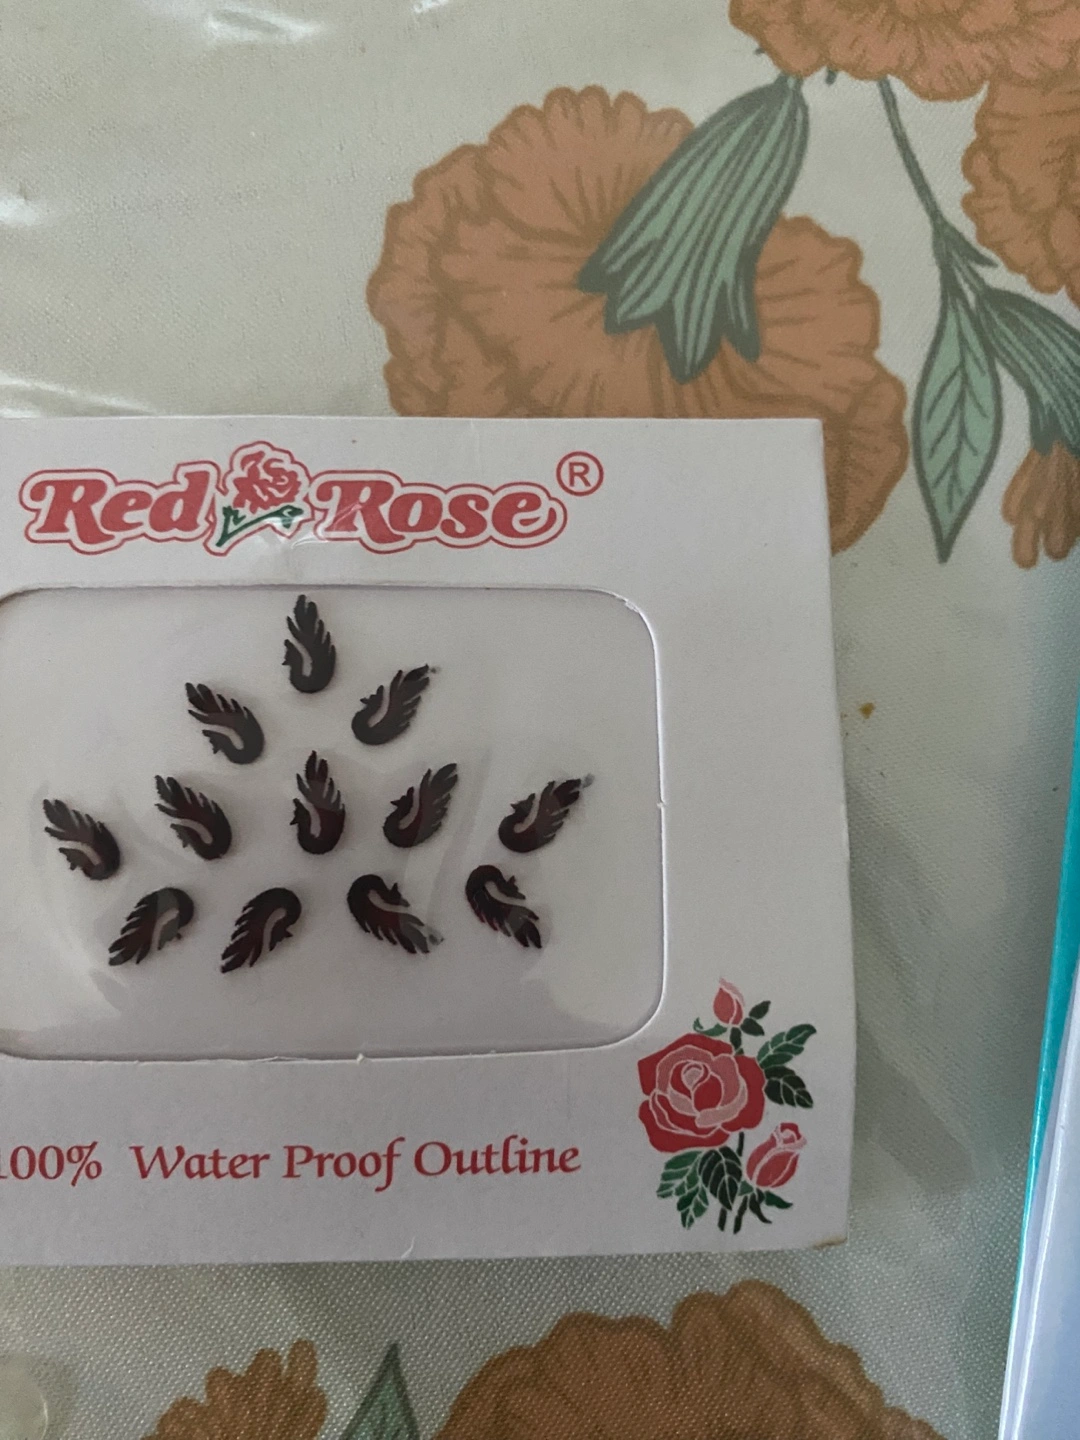 Red Rose ®
100% Water Proof Outline